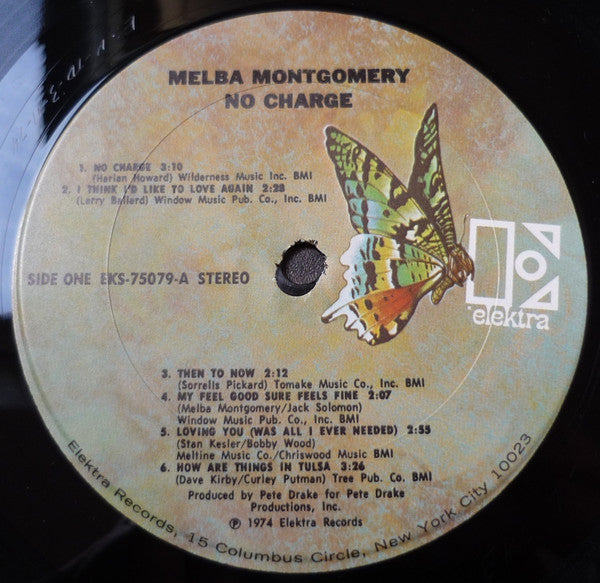 MELBA MONTGOMERY
NO CHARGE
1. NO CHARGE 3:10
(Harlan Howard) Wilderness Music Inc. BMI
2. I THINK I'D LIKE TO LOVE AGAIN 2:28
(Larry Ballard) Window Music Pub. Co., Inc. BMI
SIDE ONE EKS-75079-A STEREO
elektra
3. THEN TO NOW 2:12
(Sorrells Pickard) Tomake Music Co., Inc. BMI
4. MY FEEL GOOD SURE FEELS FINE 2:07
(Melba Montgomery/Jack Solomon)
Window Music Pub. Co., Inc. BMI
5. LOVING YOU (WAS ALL I EVER NEEDED) 2:55
(Stan Kesler/Bobby Wood)
Meltine Music Co./Chriswood Music BMI
6. HOW ARE THINGS IN TULSA 3:26
(Dave Kirby/Curley Putman) Tree Pub. Co. BMI
Produced by Pete Drake for Pete Drake
Productions, Inc.
℗ 1974 Elektra Records
Elektra Records, 15 Columbus Circle, New York City 10023